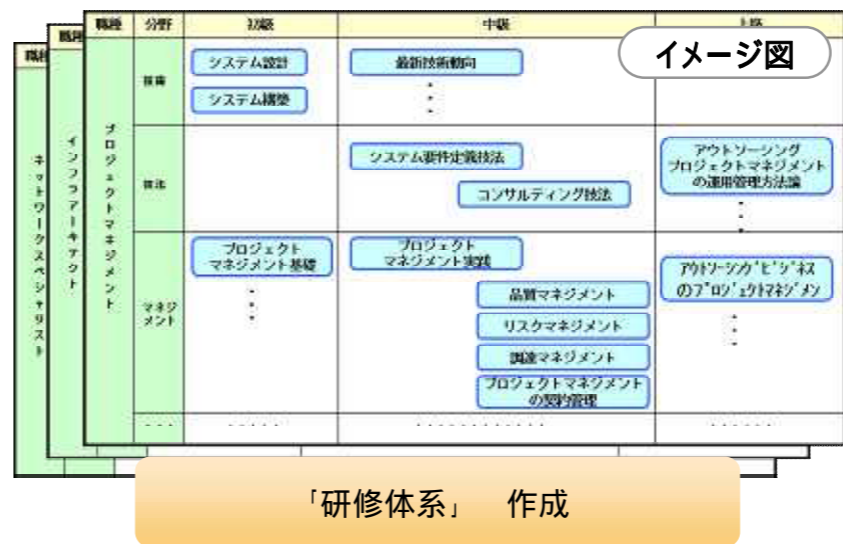 イメージ図
職種 分野 初級 中級 上級
職種
職種
ネットワークスペシャリスト
インフラアーキテクト
プロジェクトマネジメント
技術
システム設計
システム構築
最新技術動向
技法
システム要件定義技法
コンサルティング技法
アウトソーシング
プロジェクトマネジメント
の運用管理方法論
マネジ
メント
プロジェクト
マネジメント基礎
プロジェクト
マネジメント実践
品質マネジメント
リスクマネジメント
調達マネジメント
プロジェクトマネジメント
の契約管理
アウトソーシング ビジネス
のプロジェクトマネジメン
「研修体系」 作成